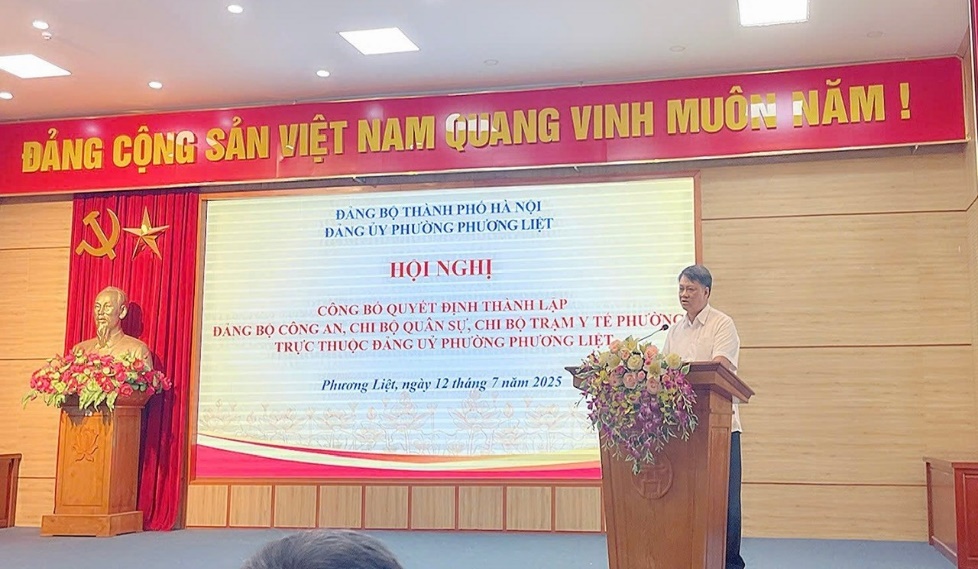 ĐẢNG CỘNG SẢN VIỆT NAM QUANG VINH MUÔN NĂM !
ĐẢNG BỘ THÀNH PHỐ HÀ NỘI
ĐẢNG ỦY PHƯỜNG PHƯƠNG LIỆT
HỘI NGHỊ
CÔNG BỐ QUYẾT ĐỊNH THÀNH LẬP
ĐẢNG BỘ CÔNG AN, CHI BỘ QUÂN SỰ, CHI BỘ TRẠM Y TẾ PHƯỜNG
TRỰC THUỘC ĐẢNG UỶ PHƯỜNG PHƯƠNG LIỆT
Phương Liệt, ngày 12 tháng 7 năm 2025